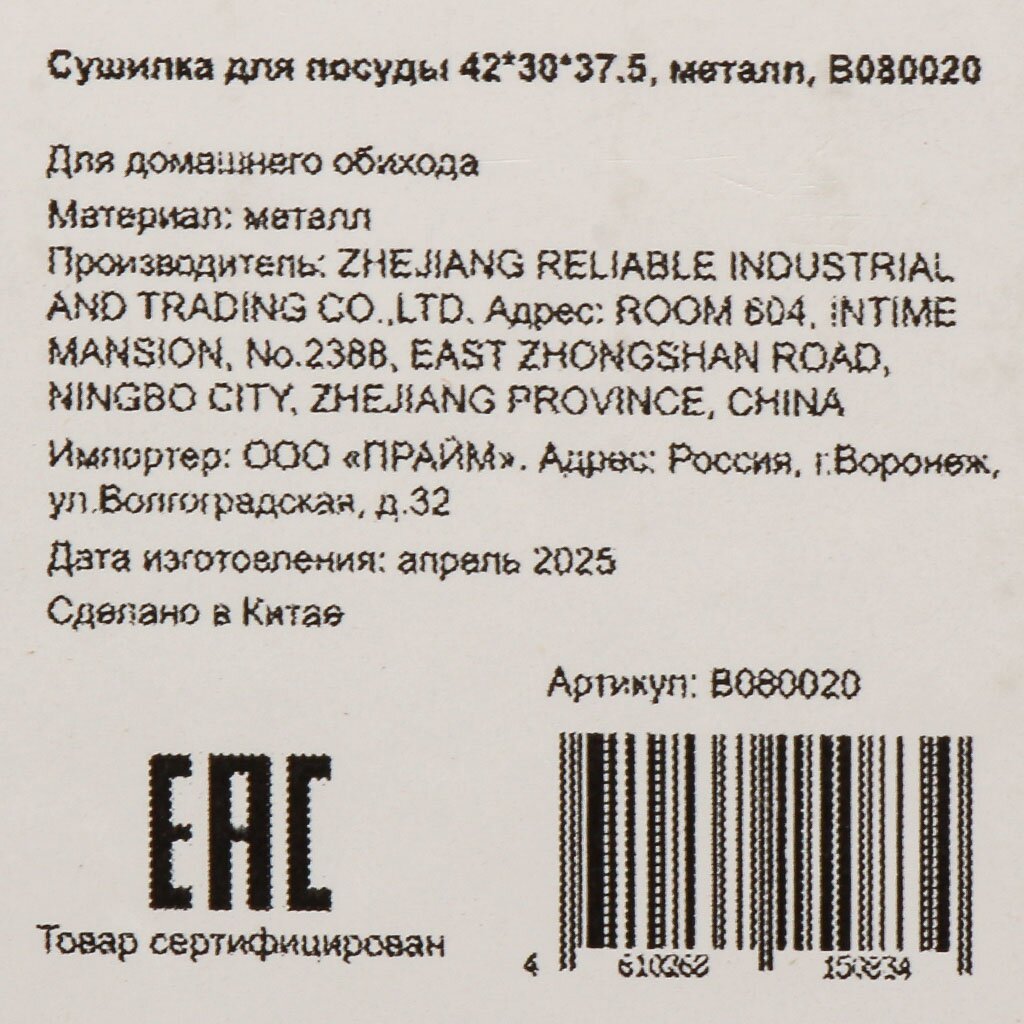 Сушилка для посуды 42*30*37.5, металл, B080020
Для домашнего обихода
Материал: металл
Производитель: ZHEJIANG RELIABLE INDUSTRIAL
AND TRADING CO.,LTD. Адрес: ROOM 604, INTIME
MANSION, No.2388, EAST ZHONGSHAN ROAD,
NINGBO CITY, ZHEJIANG PROVINCE, CHINA
Импортер: ООО «ПРАЙМ». Адрес: Россия, г.Воронеж,
ул.Волгоградская, д.32
Дата изготовления: апрель 2025
Сделано в Китае
Артикул: B080020
EAC
Товар сертифицирован
4